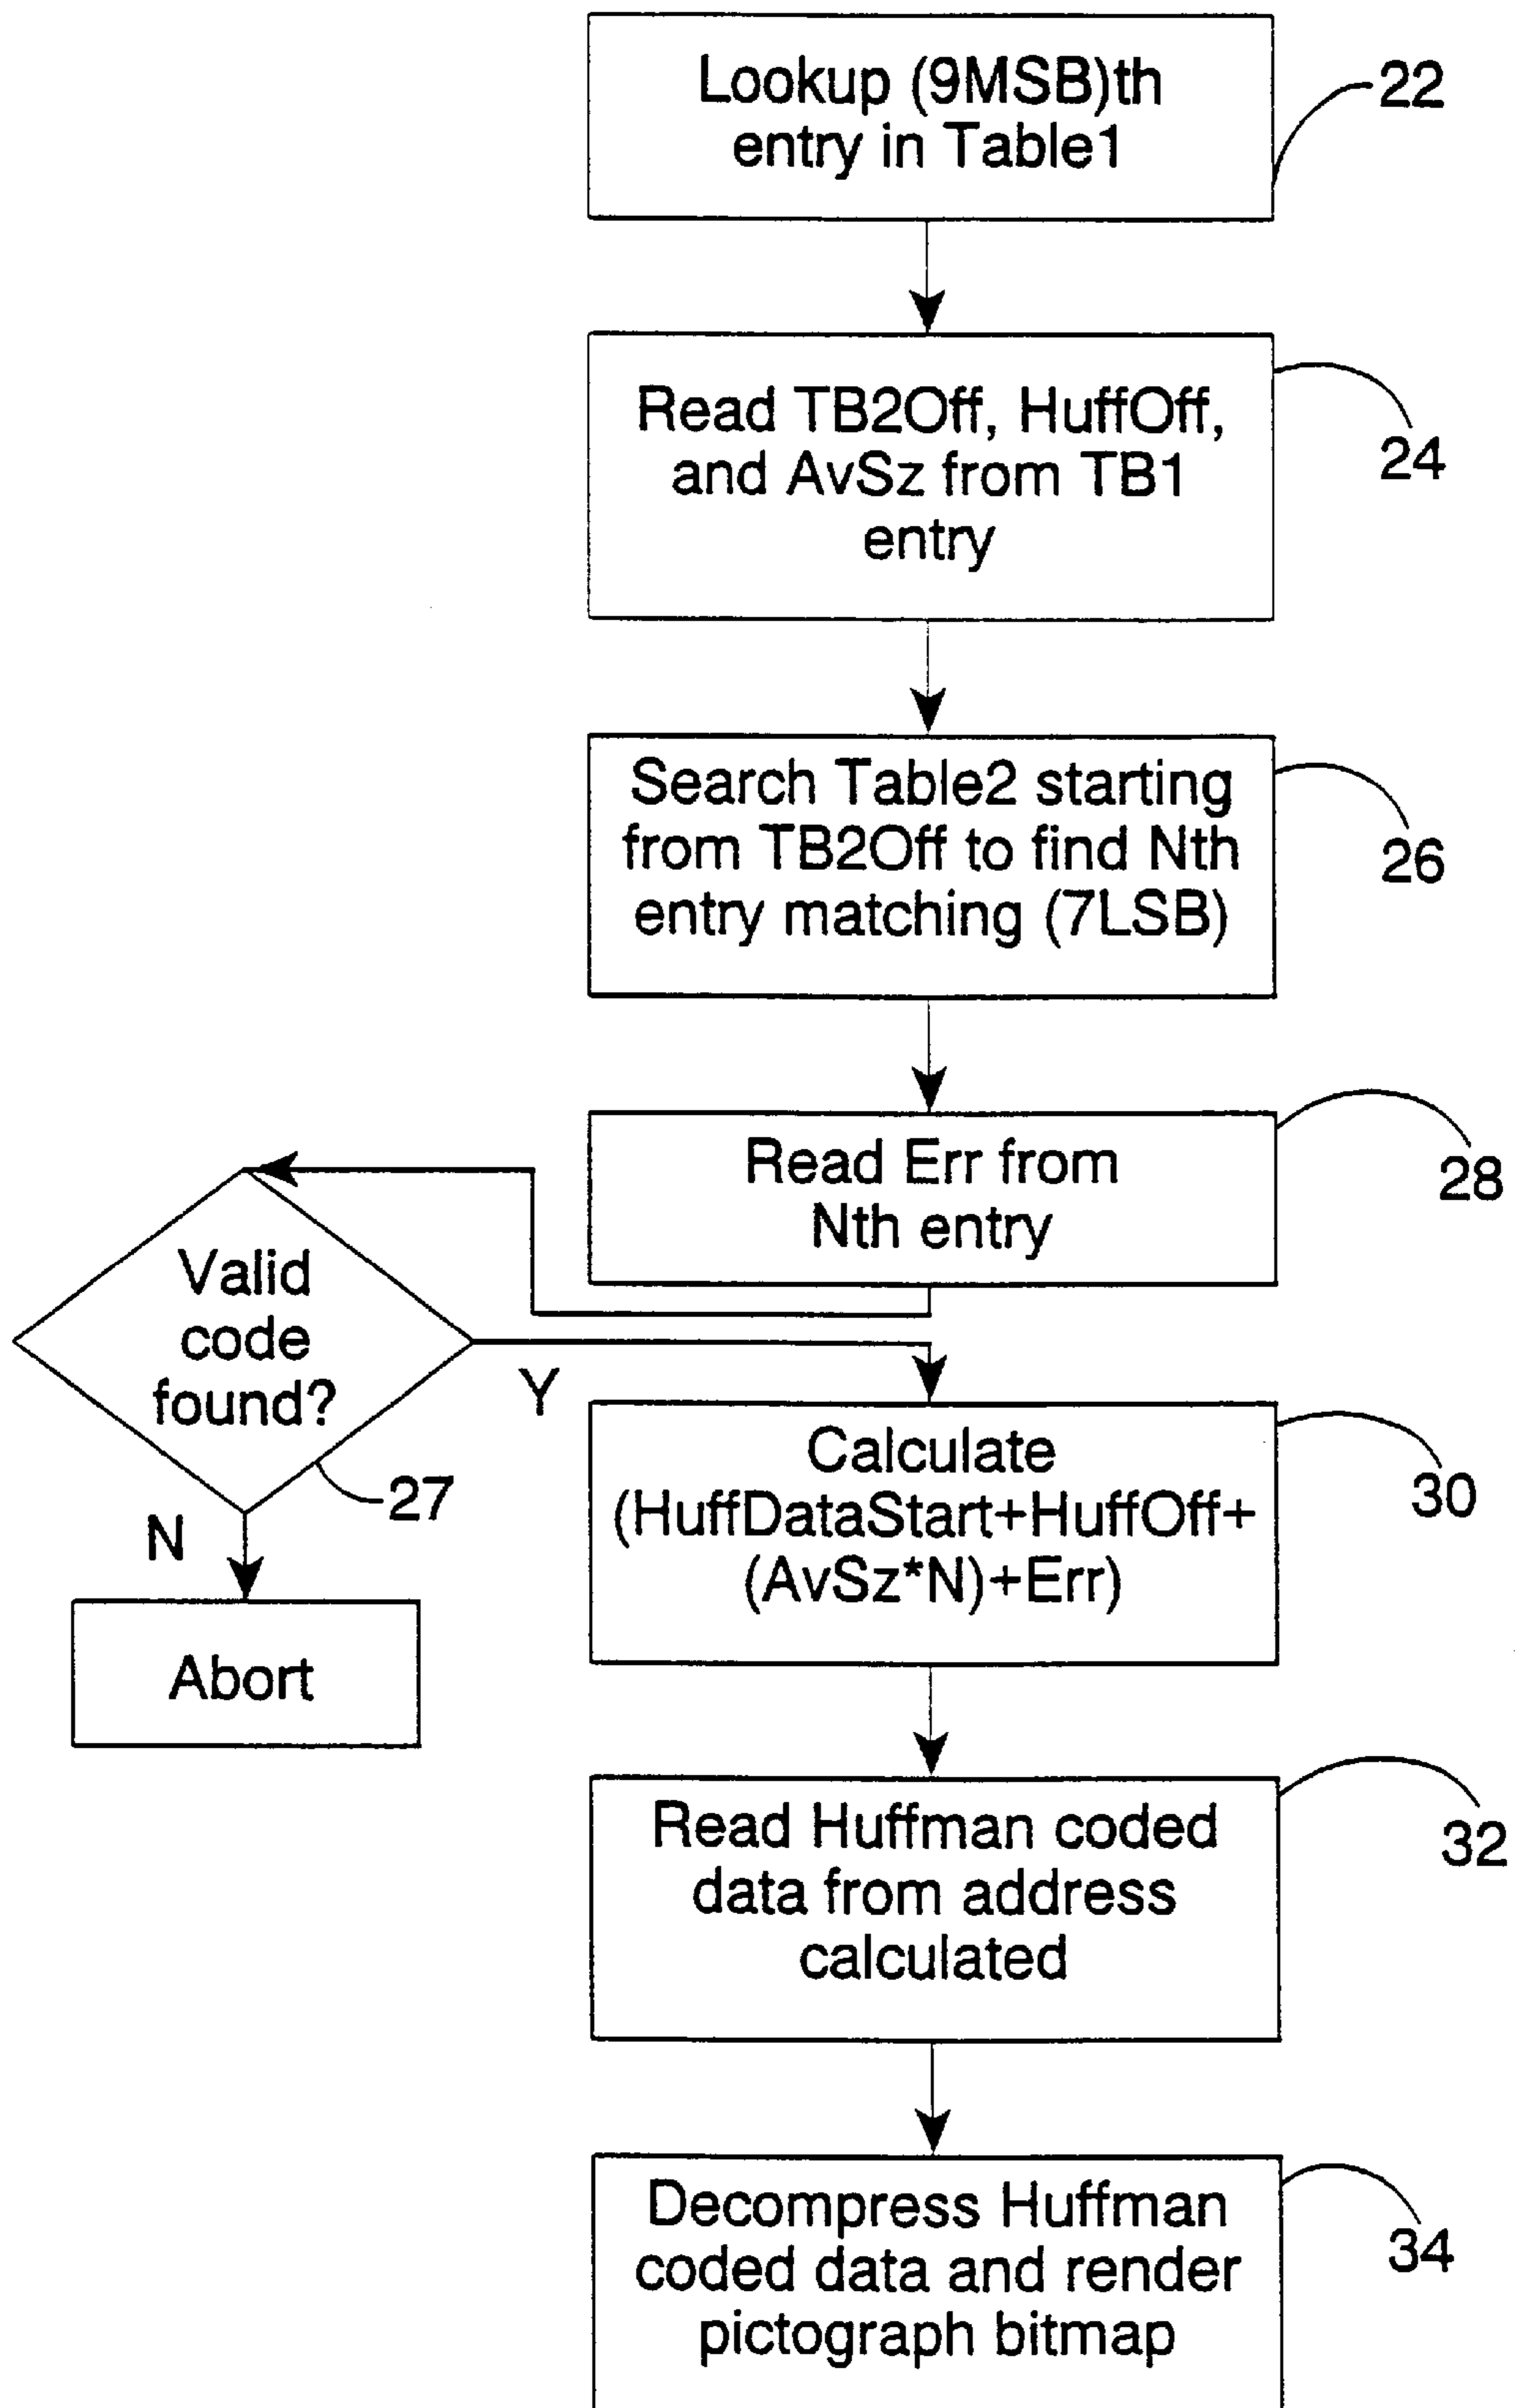 Lookup (9MSB)th
entry in Table1
22
Read TB2Off, HuffOff,
and AvSz from TB1
entry
24
Search Table2 starting
from TB2Off to find Nth
entry matching (7LSB)
26
Read Err from
Nth entry
28
Valid
code
found?
27
Y
N
Abort
Calculate
(HuffDataStart+HuffOff+
(AvSz*N)+Err)
30
Read Huffman coded
data from address
calculated
32
Decompress Huffman
coded data and render
pictograph bitmap
34